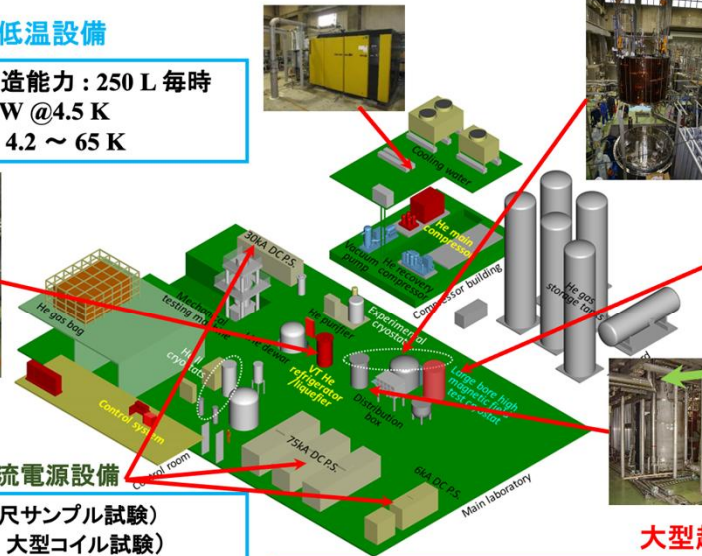 低温設備
造能力 : 250 L 毎時
W @4.5 K
4.2 ～ 65 K
Cooling water
He main
compressor
Vacuum
pump
He recovery
compressor
Compressor building
He gas
storage tanks
30kA DC P.S.
Mechanical
testing machine
He gas bag
He purifier
Experimental
cryostat
He II
cryostats
LHe dewar
VT He
refrigerator
/liquefier
Large bore high
magnetic field
test cryostat
Distribution
box
Control system
Control room
75kA DC P.S.
6kA DC P.S.
Main laboratory
流電源設備
尺サンプル試験）
大型コイル試験）
大型超